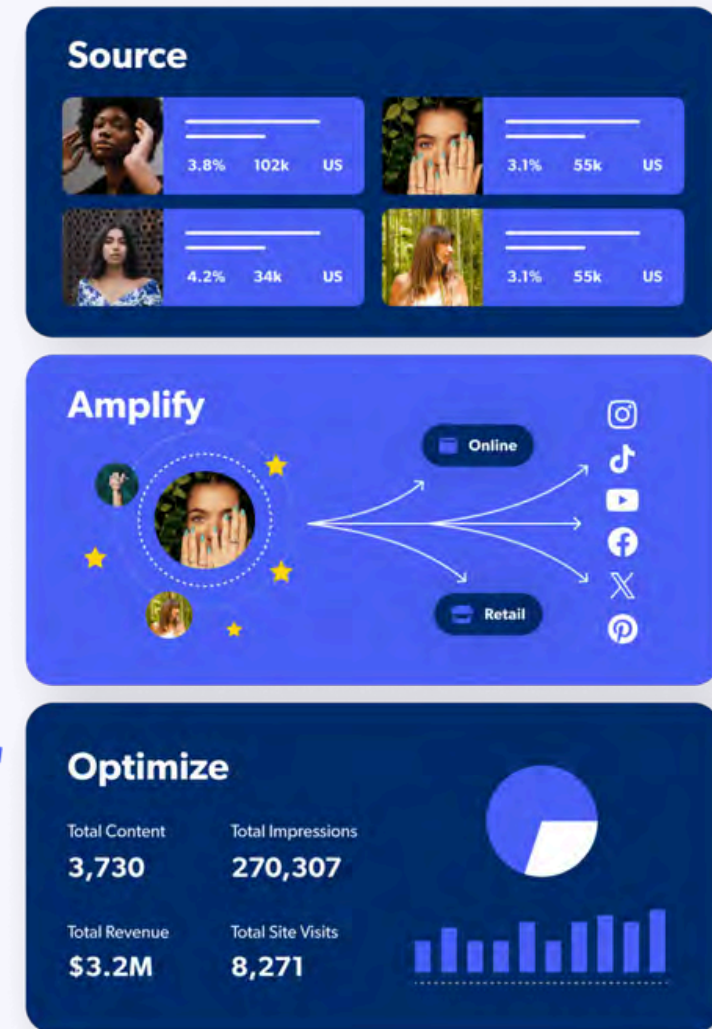 Source
3.8% 102k US
3.1% 55k US
4.2% 34k US
3.1% 55k US
Amplify
Online
Retail
Optimize
Total Content
3,730
Total Impressions
270,307
Total Revenue
$3.2M
Total Site Visits
8,271